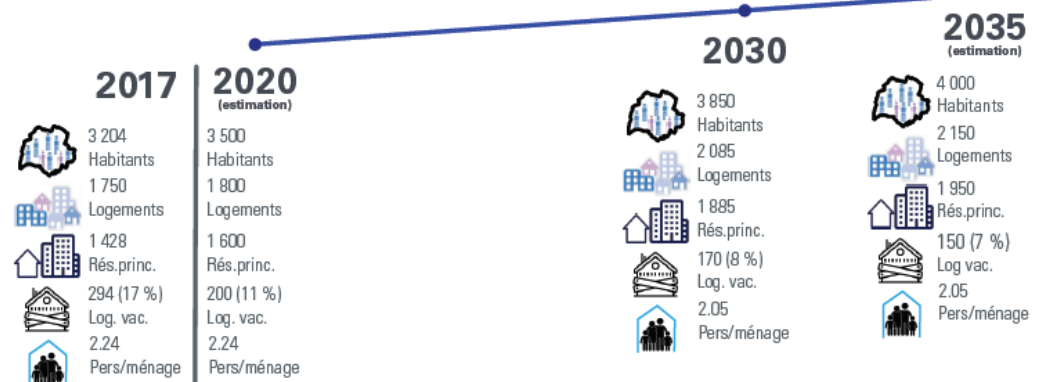 2017
3 204
Habitants
1 750
Logements
1 428
Rés.princ.
294 (17 %)
Log. vac.
2.24
Pers/ménage
2020
(estimation)
3 500
Habitants
1 800
Logements
1 600
Rés.princ.
200 (11 %)
Log. vac.
2.24
Pers/ménage
2030
3 850
Habitants
2 085
Logements
1 885
Rés.princ.
170 (8 %)
Log. vac.
2.05
Pers/ménage
2035
(estimation)
4 000
Habitants
2 150
Logements
1 950
Rés.princ.
150 (7 %)
Log vac.
2.05
Pers/ménage